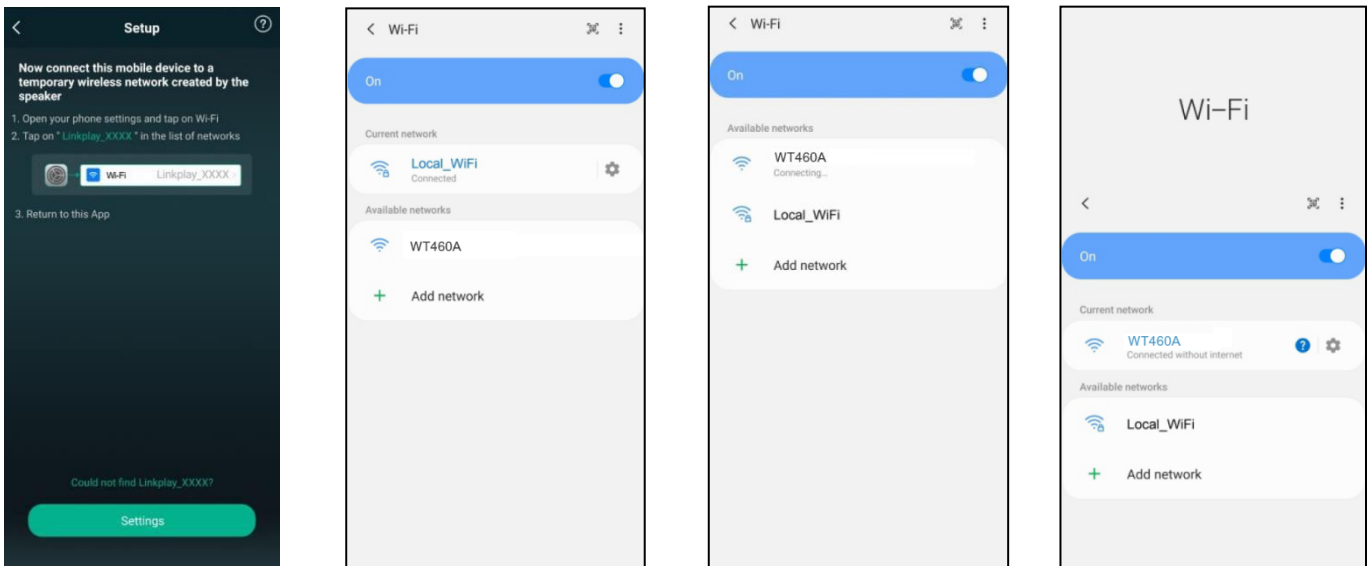 Setup
?
Now connect this mobile device to a
temporary wireless network created by the
speaker
1. Open your phone settings and tap on Wi-Fi
2. Tap on " Linkplay_XXXX " in the list of networks
Wi-Fi Linkplay_XXXX
3. Return to this App
Could not find Linkplay_XXXX?
Settings
Wi-Fi
On
Current network
Local_WiFi
Connected
Available networks
WT460A
Add network
Wi-Fi
On
Available networks
WT460A
Connecting...
Local_WiFi
Add network
Wi-Fi
On
Current network
WT460A
Connected without internet
?
Available networks
Local_WiFi
Add network